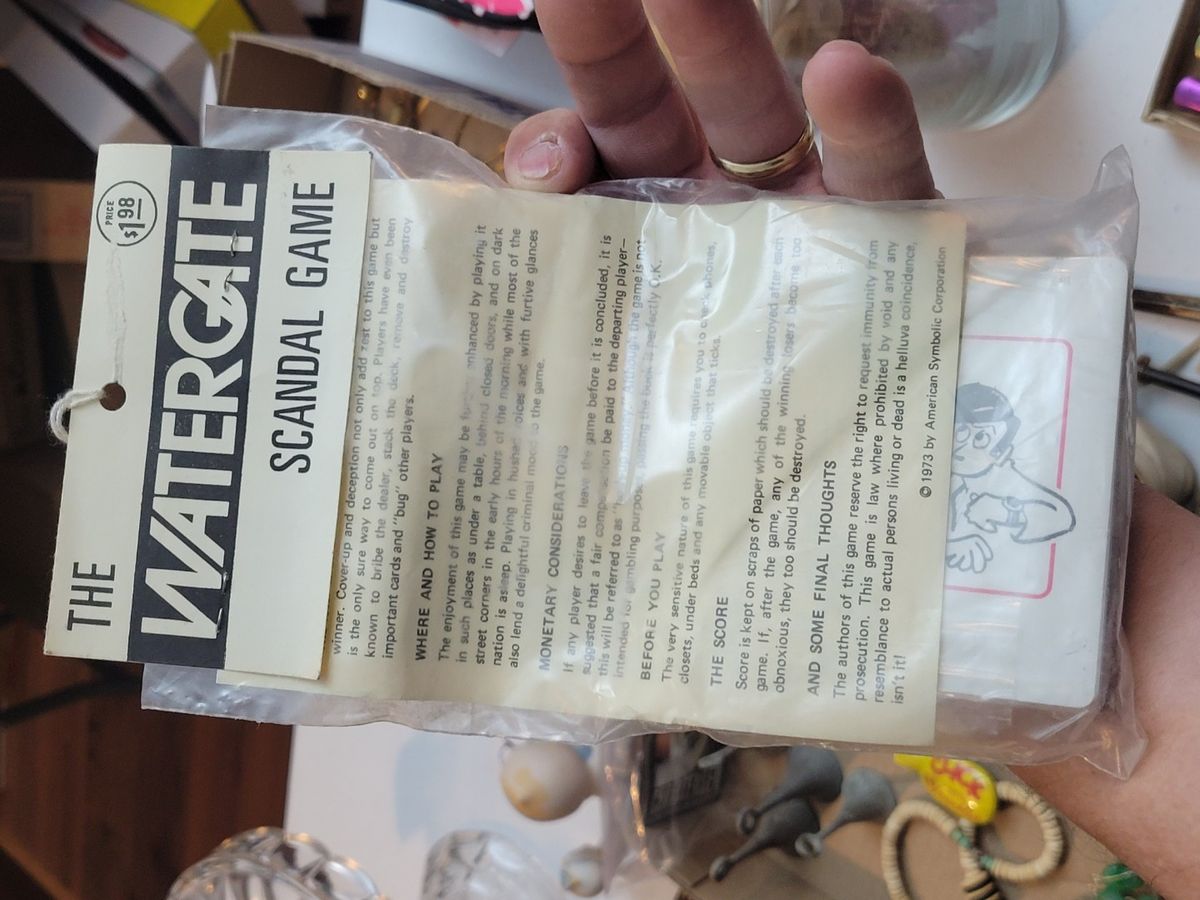 THE
PRICE
$1.98
WATERGATE
SCANDAL GAME
winner. Cover-up and deception not only add zest to this game but
is the only sure way to come out on top. Players have even been
known to bribe the dealer, stack the deck, remove and destroy
important cards and "bug" other players.
WHERE AND HOW TO PLAY
The enjoyment of this game may be enhanced by playing it
in such places as under a table, behind closed doors, and on dark
street corners in the early hours of the morning while most of the
nation is asleep. Playing in hushed voices and with furtive glances
also lend a delightful criminal mood to the game.
MONETARY CONSIDERATIONS
If any player desires to leave the game before it is concluded, it is
suggested that a fair compensation be paid to the departing player—
this will be referred to as "hush money." Although the game is not
intended for gambling purposes, passing the buck is perfectly O.K.
BEFORE YOU PLAY
The very sensitive nature of this game requires you to check phones,
closets, under beds and any movable object that ticks.
THE SCORE
Score is kept on scraps of paper which should be destroyed after each
game. If, after the game, any of the winning losers become too
obnoxious, they too should be destroyed.
AND SOME FINAL THOUGHTS
The authors of this game reserve the right to request immunity from
prosecution. This game is law where prohibited by void and any
resemblance to actual persons living or dead is a helluva coincidence,
isn't it!
© 1973 by American Symbolic Corporation